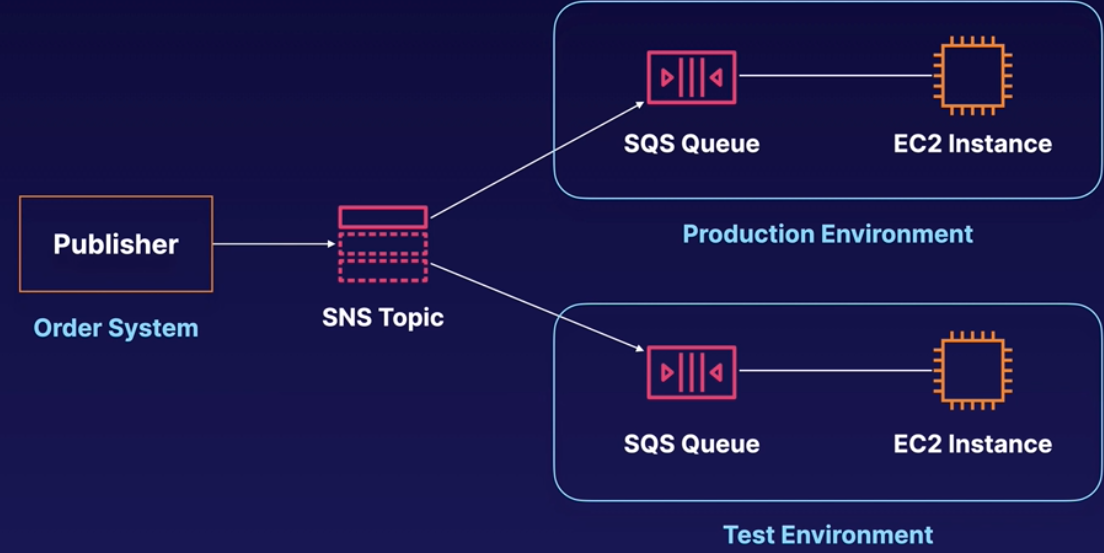 SQS Queue
EC2 Instance
Production Environment
Publisher
Order System
SNS Topic
SQS Queue
EC2 Instance
Test Environment